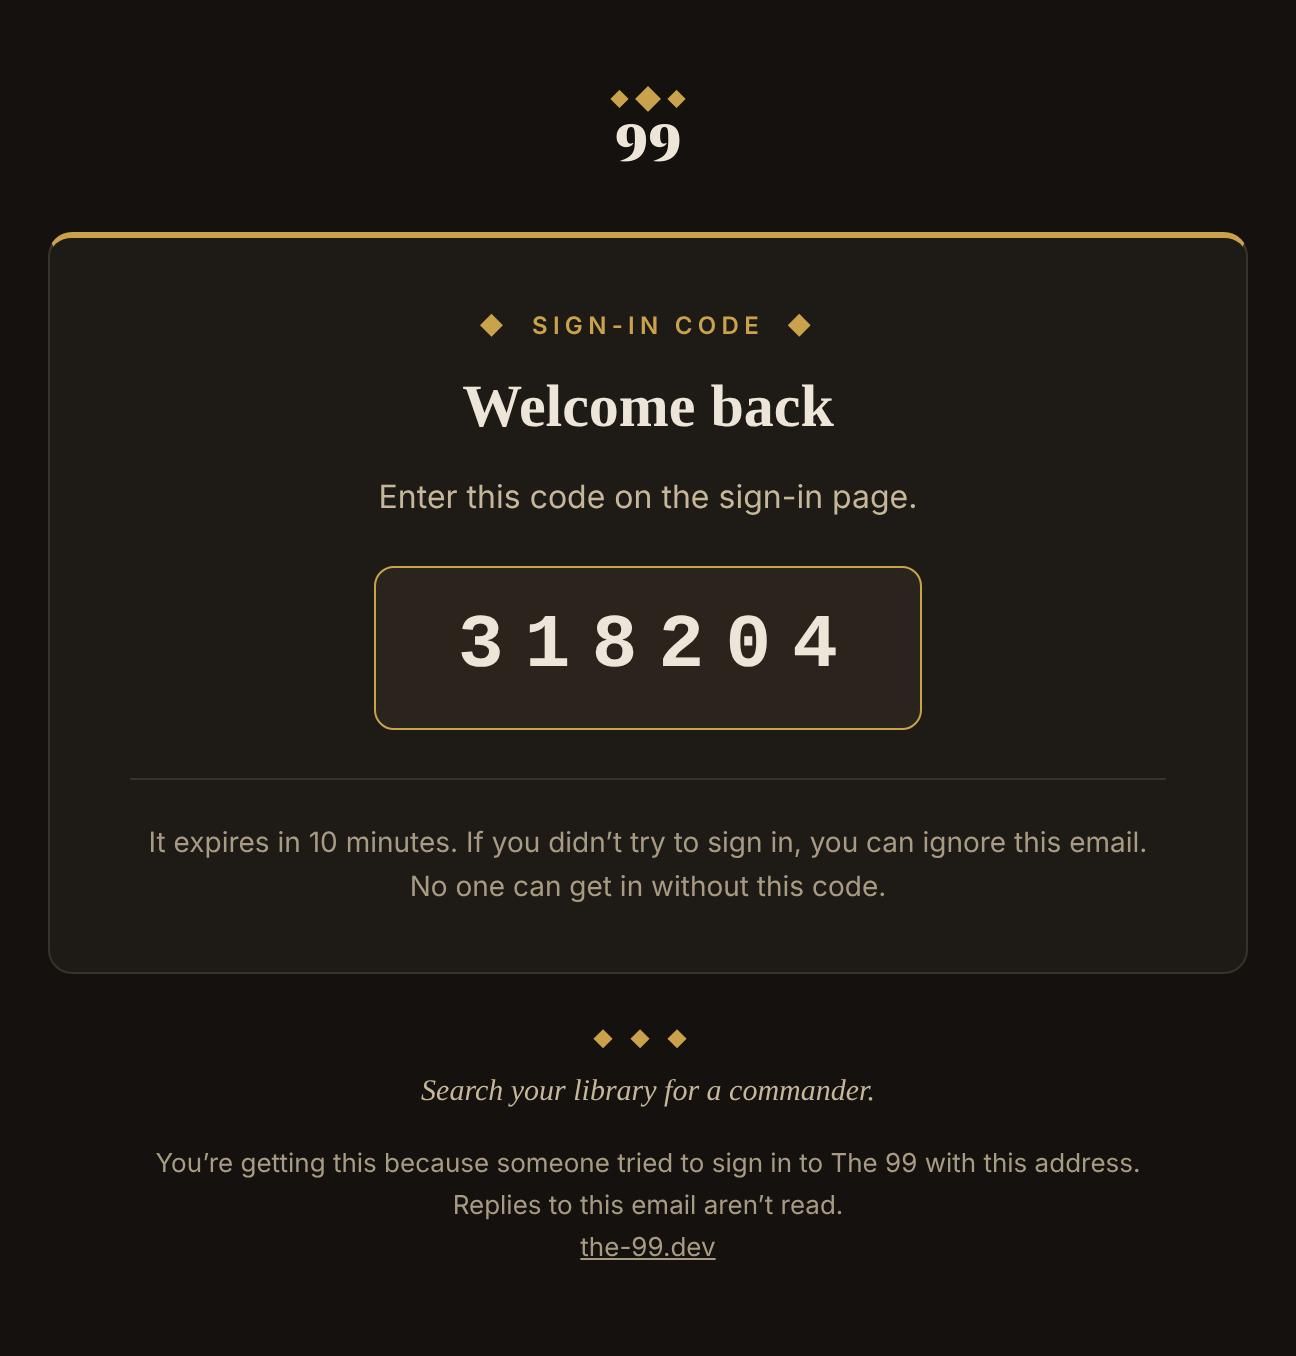 99
SIGN-IN CODE
Welcome back
Enter this code on the sign-in page.
318204
It expires in 10 minutes. If you didn’t try to sign in, you can ignore this email.
No one can get in without this code.
Search your library for a commander.
You’re getting this because someone tried to sign in to The 99 with this address.
Replies to this email aren’t read.
the-99.dev